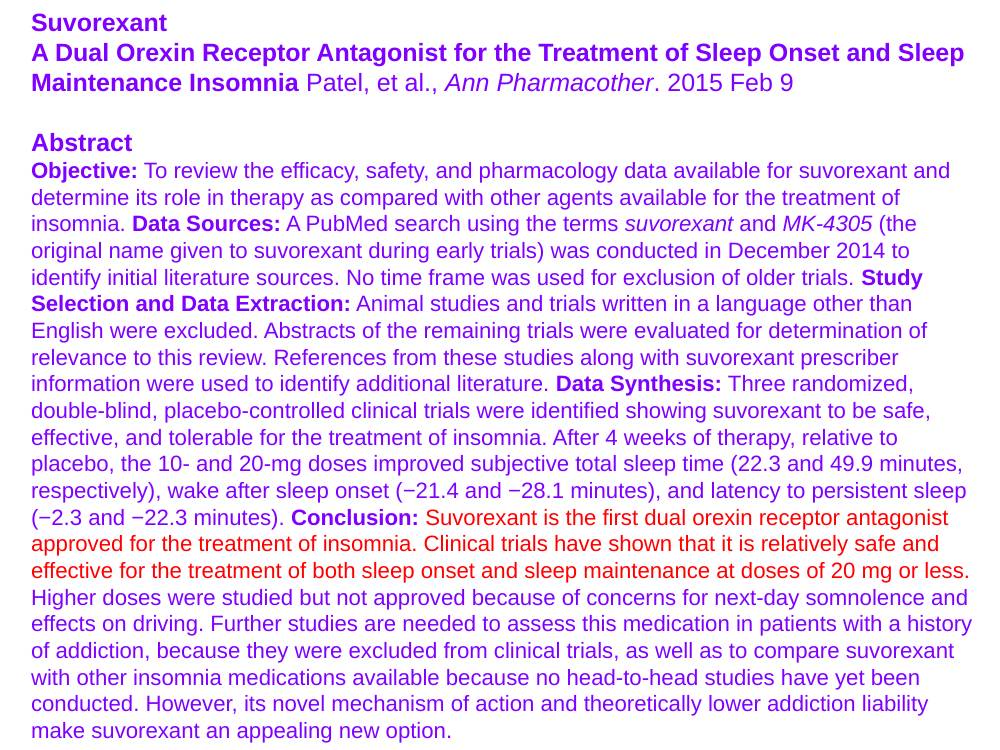 Suvorexant
A Dual Orexin Receptor Antagonist for the Treatment of Sleep Onset and Sleep
Maintenance Insomnia Patel, et al., Ann Pharmacother. 2015 Feb 9
Abstract
Objective: To review the efficacy, safety, and pharmacology data available for suvorexant and
determine its role in therapy as compared with other agents available for the treatment of
insomnia. Data Sources: A PubMed search using the terms suvorexant and MK-4305 (the
original name given to suvorexant during early trials) was conducted in December 2014 to
identify initial literature sources. No time frame was used for exclusion of older trials. Study
Selection and Data Extraction: Animal studies and trials written in a language other than
English were excluded. Abstracts of the remaining trials were evaluated for determination of
relevance to this review. References from these studies along with suvorexant prescriber
information were used to identify additional literature. Data Synthesis: Three randomized,
double-blind, placebo-controlled clinical trials were identified showing suvorexant to be safe,
effective, and tolerable for the treatment of insomnia. After 4 weeks of therapy, relative to
placebo, the 10- and 20-mg doses improved subjective total sleep time (22.3 and 49.9 minutes,
respectively), wake after sleep onset (−21.4 and −28.1 minutes), and latency to persistent sleep
(−2.3 and −22.3 minutes). Conclusion: Suvorexant is the first dual orexin receptor antagonist
approved for the treatment of insomnia. Clinical trials have shown that it is relatively safe and
effective for the treatment of both sleep onset and sleep maintenance at doses of 20 mg or less.
Higher doses were studied but not approved because of concerns for next-day somnolence and
effects on driving. Further studies are needed to assess this medication in patients with a history
of addiction, because they were excluded from clinical trials, as well as to compare suvorexant
with other insomnia medications available because no head-to-head studies have yet been
conducted. However, its novel mechanism of action and theoretically lower addiction liability
make suvorexant an appealing new option.